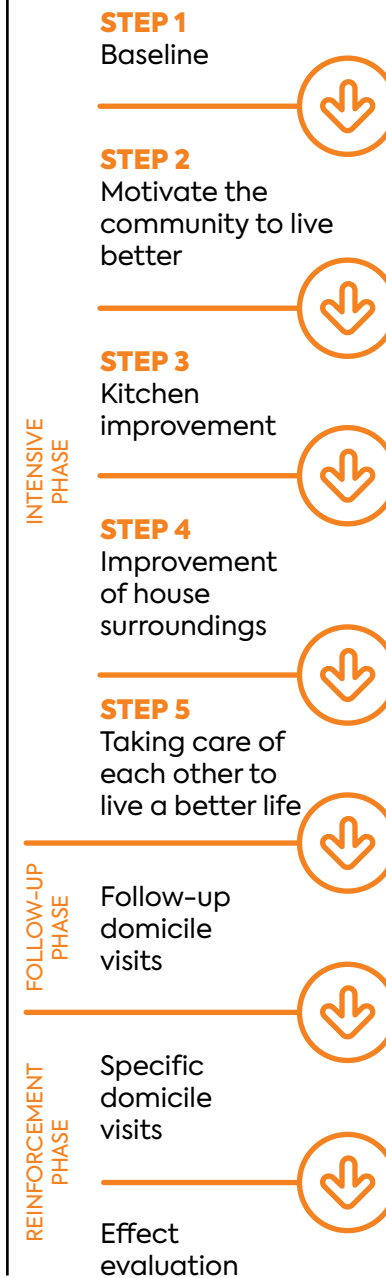 STEP 1
Baseline
STEP 2
Motivate the
community to live
better
INTENSIVE
PHASE
STEP 3
Kitchen
improvement
STEP 4
Improvement
of house
surroundings
STEP 5
Taking care of
each other to
live a better life
FOLLOW-UP
PHASE
Follow-up
domicile
visits
REINFORCEMENT
PHASE
Specific
domicile
visits
Effect
evaluation